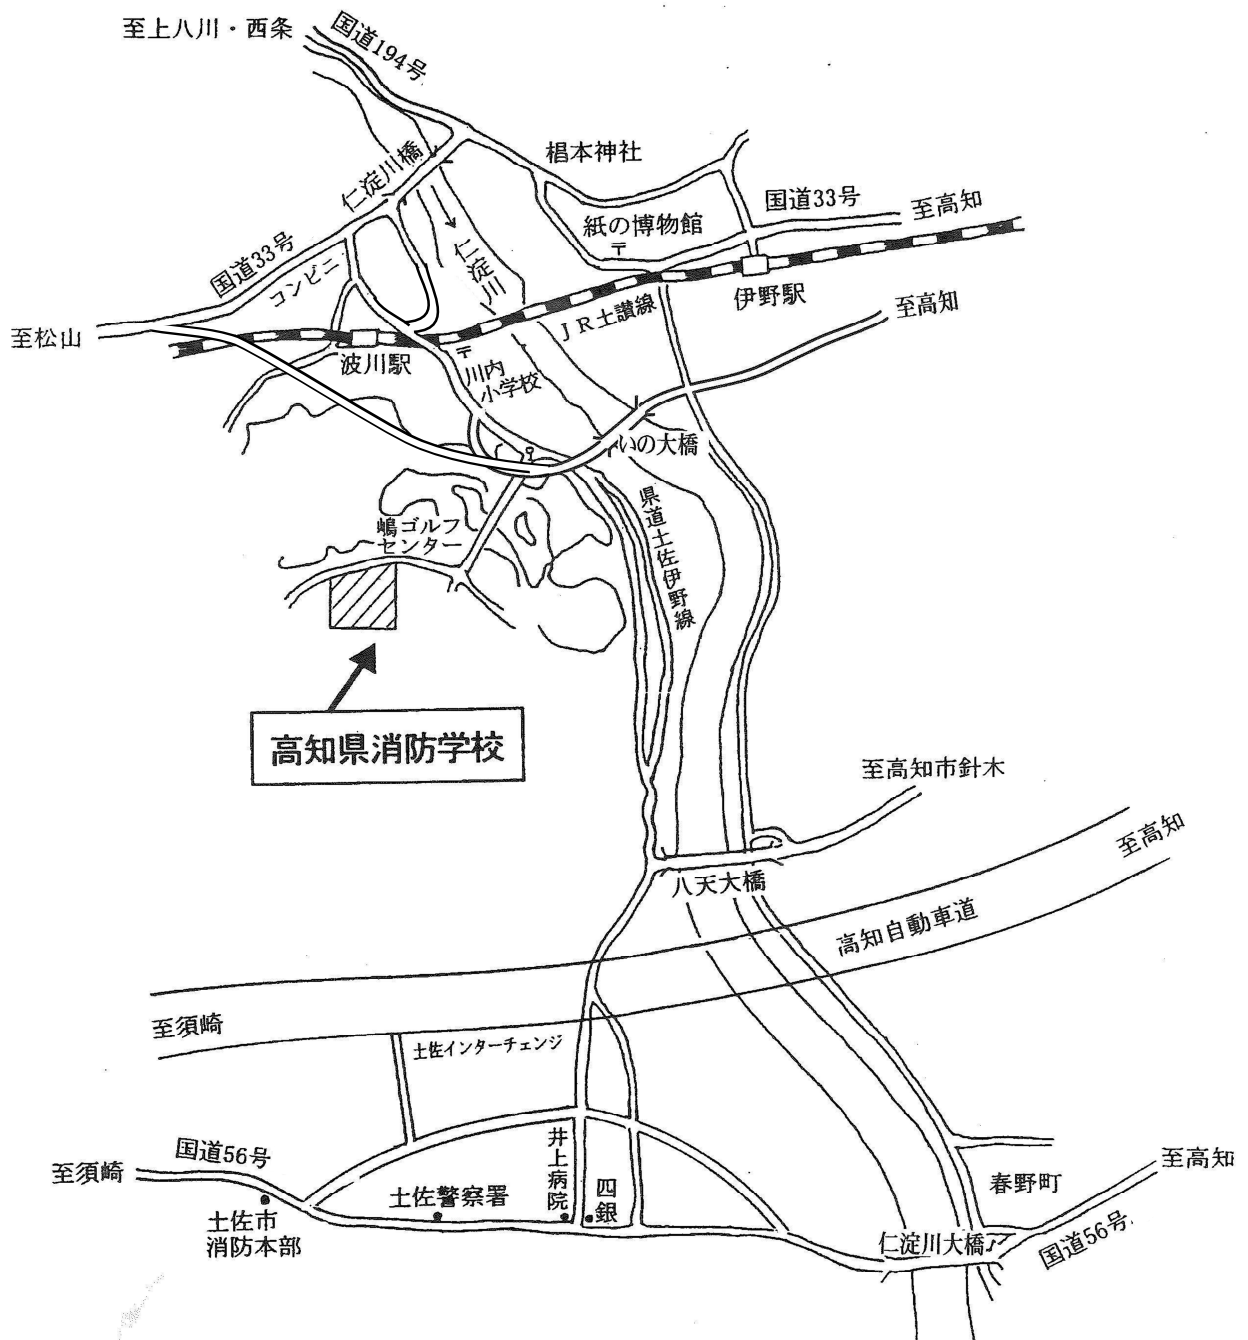 至上八川・西条
国道194号
仁淀川橋
椙本神社
国道33号
至高知
紙の博物館
〒
仁淀川
国道33号
コンビニ
伊野駅
至高知
JR土讃線
至松山
波川駅
〒
川内
小学校
いの大橋
県道土佐伊野線
嶋ゴルフ
センター
高知県消防学校
至高知市針木
至高知
八天大橋
高知自動車道
至須崎
土佐インターチェンジ
国道56号
至須崎
井上病院
四銀
土佐警察署
土佐市
消防本部
春野町
至高知
仁淀川大橋
国道56号